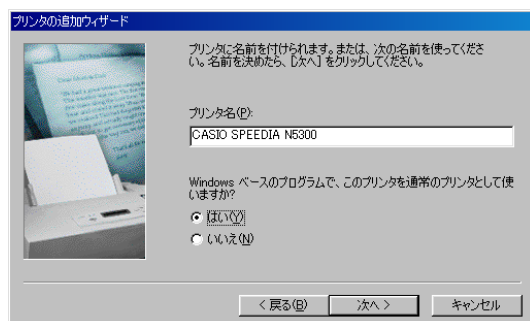 プリンタの追加ウィザード
プリンタに名前を付けられます。または、次の名前を使ってくださ
い。名前を決めたら、[次へ] をクリックしてください。
プリンタ名(P):
CASIO SPEEDIA N5300
Windows ベースのプログラムで、このプリンタを通常のプリンタとして使
いますか?
はい(Y)
いいえ(N)
< 戻る(B)
次へ >
キャンセル